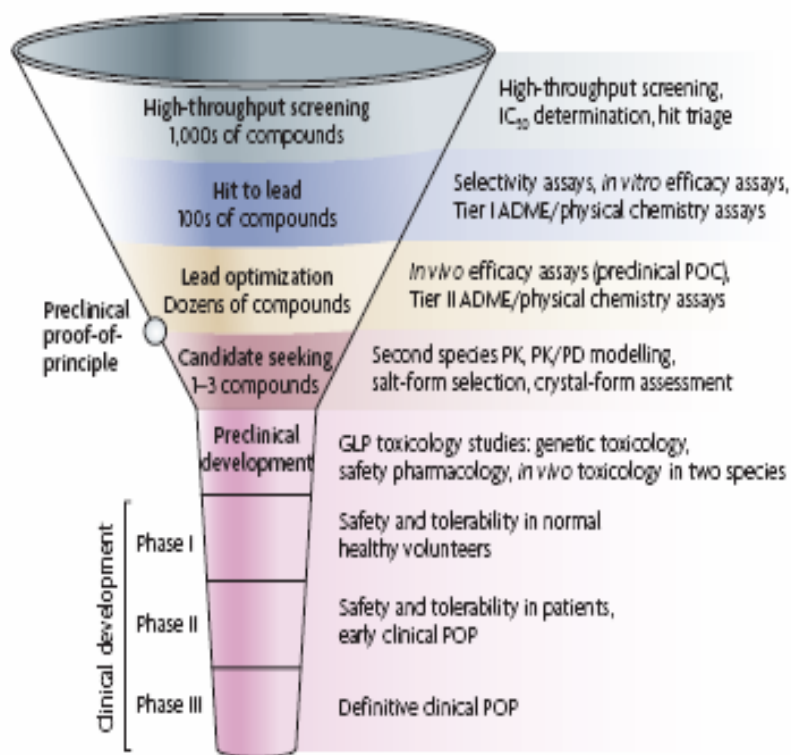 High-throughput screening
1,000s of compounds
High-throughput screening,
IC50 determination, hit triage
Hit to lead
100s of compounds
Selectivity assays, in vitro efficacy assays,
Tier I ADME/physical chemistry assays
Lead optimization
Dozens of compounds
In vivo efficacy assays (preclinical POC),
Tier II ADME/physical chemistry assays
Preclinical
proof-of-
principle
Candidate seeking
1–3 compounds
Second species PK, PK/PD modelling,
salt-form selection, crystal-form assessment
Preclinical
development
GLP toxicology studies: genetic toxicology,
safety pharmacology, in vivo toxicology in two species
Clinical development
Phase I
Safety and tolerability in normal
healthy volunteers
Phase II
Safety and tolerability in patients,
early clinical POP
Phase III
Definitive clinical POP